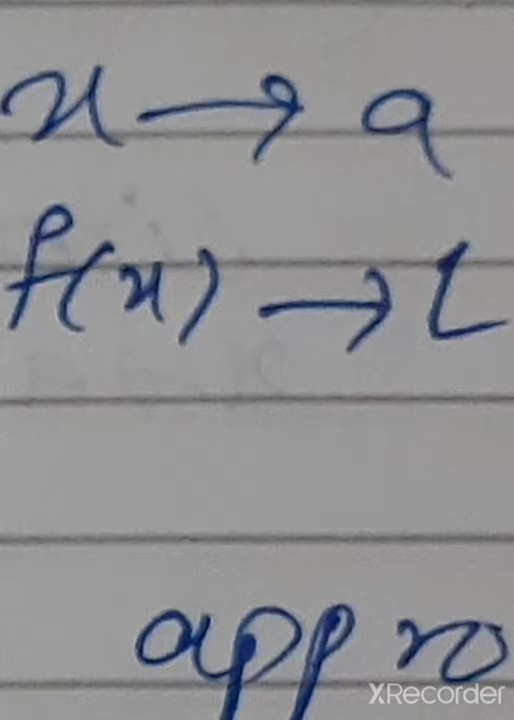 x → a
f(x) → L
appro
XRecorder